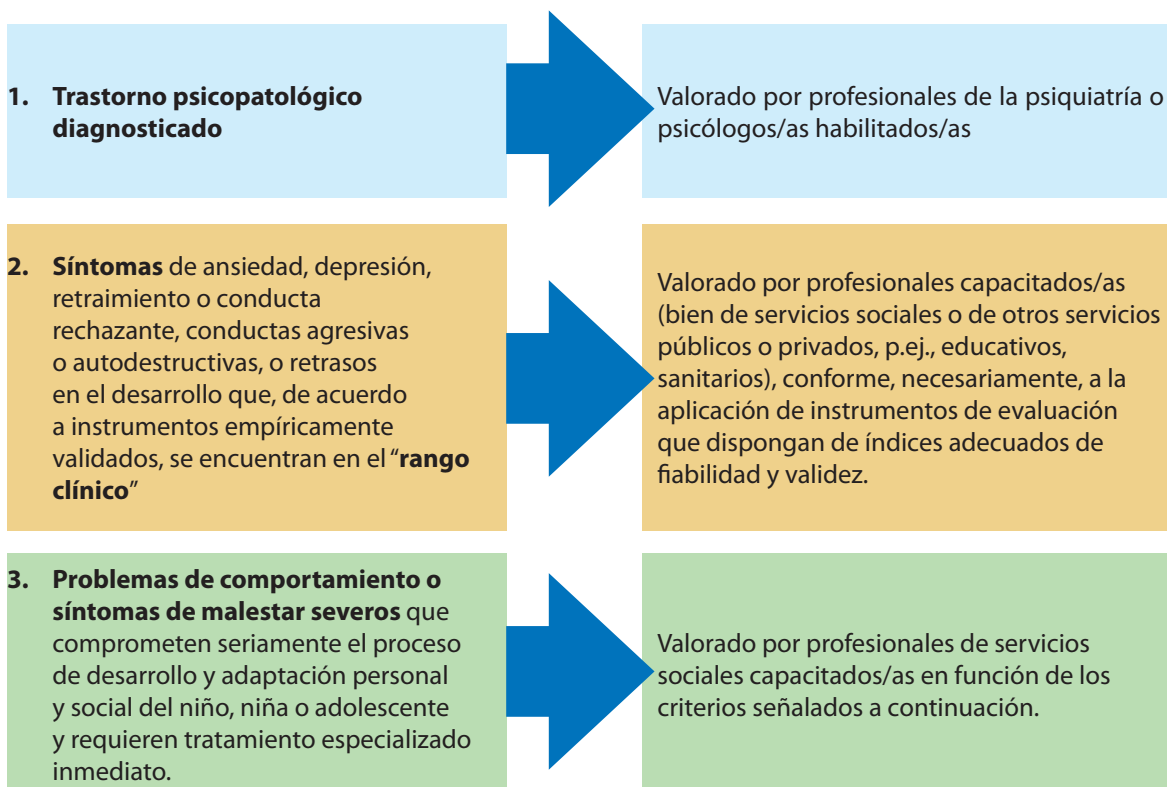 1. Trastorno psicopatológico
diagnosticado
Valorado por profesionales de la psiquiatría o
psicólogos/as habilitados/as
2. Síntomas de ansiedad, depresión,
retraimiento o conducta
rechazante, conductas agresivas
o autodestructivas, o retrasos
en el desarrollo que, de acuerdo
a instrumentos empíricamente
validados, se encuentran en el “rango
clínico”
Valorado por profesionales capacitados/as
(bien de servicios sociales o de otros servicios
públicos o privados, p.ej., educativos,
sanitarios), conforme, necesariamente, a la
aplicación de instrumentos de evaluación
que dispongan de índices adecuados de
fiabilidad y validez.
3. Problemas de comportamiento o
síntomas de malestar severos que
comprometen seriamente el proceso
de desarrollo y adaptación personal
y social del niño, niña o adolescente
y requieren tratamiento especializado
inmediato.
Valorado por profesionales de servicios
sociales capacitados/as en función de los
criterios señalados a continuación.